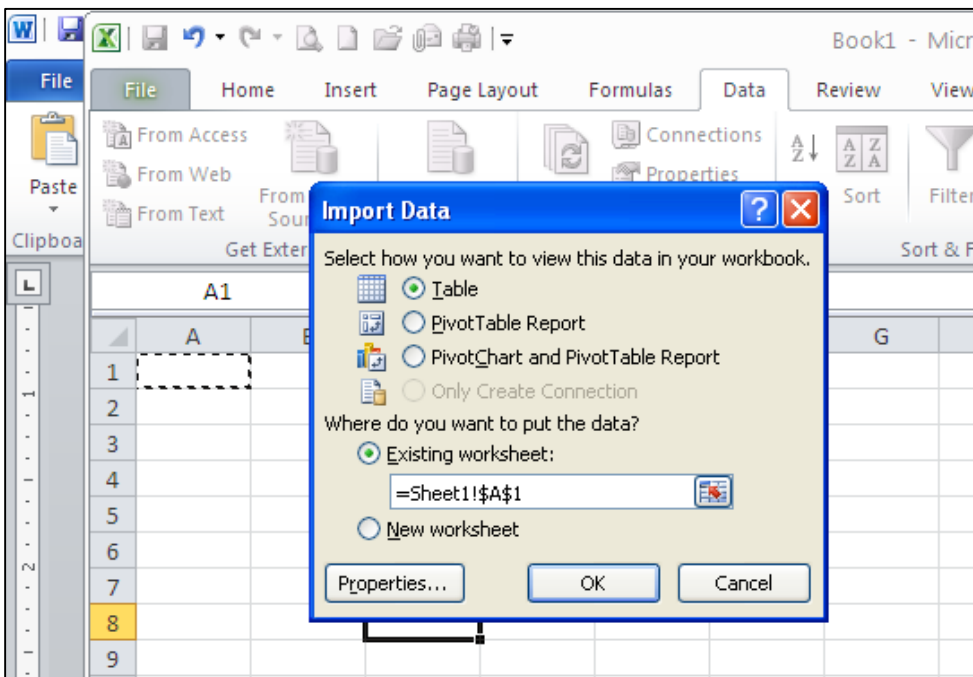 W
Book1 - Micr
File
File Home Insert Page Layout Formulas Data Review View
From Access
Connections
From Web
Properties
Paste
From
Sort
Filter
From Text
Sour
Clipboa
Get Exter
Sort & F
Import Data
Select how you want to view this data in your workbook.
Table
PivotTable Report
PivotChart and PivotTable Report
Only Create Connection
Where do you want to put the data?
Existing worksheet:
=Sheet1!$A$1
New worksheet
Properties... OK Cancel
L
A1
A G
1
2
3
4
5
6
7
8
9
1
2